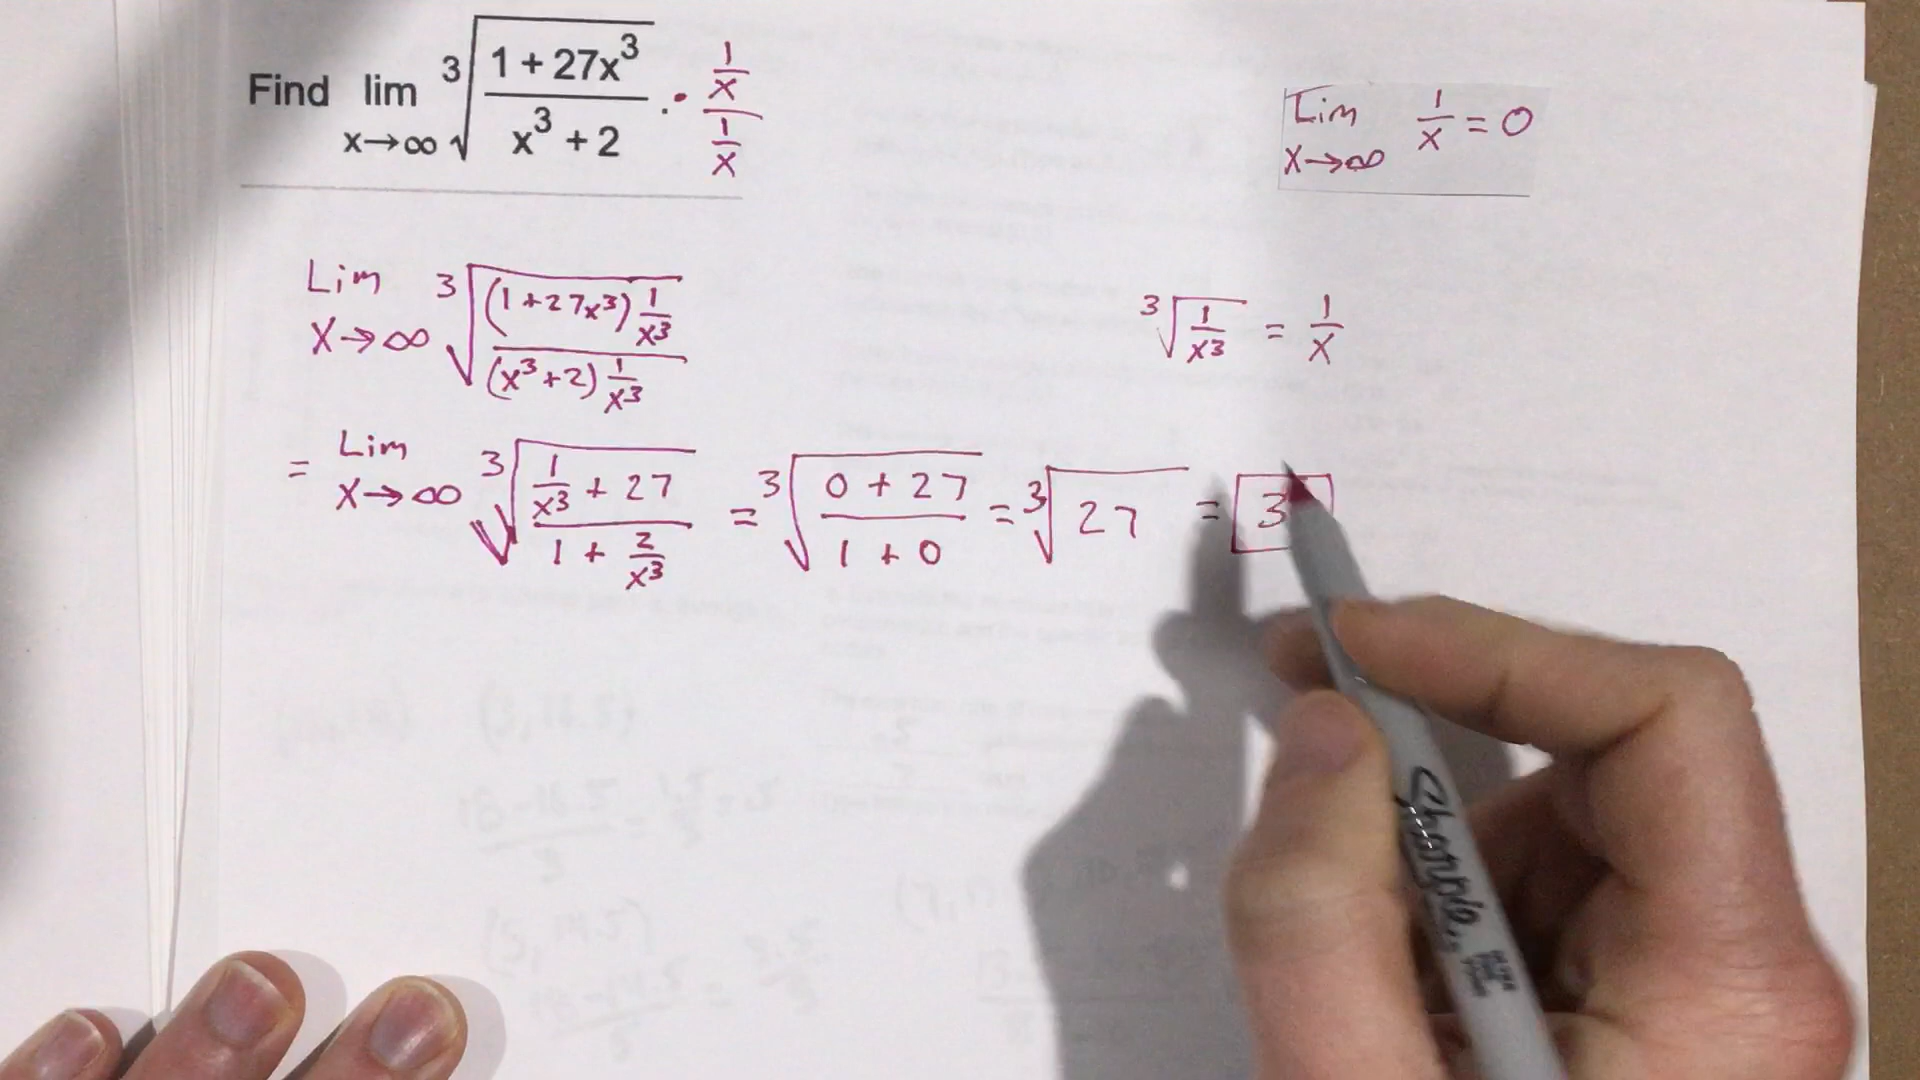 Find lim x→∞ ∛((1 + 27x³)/(x³ + 2)) . · (1/x)/(1/x)
Lim x→∞ 1/x = 0
Lim x→∞ ∛(((1+27x³) 1/x³)/((x³+2) 1/x³))
∛(1/x³) = 1/x
= Lim x→∞ ∛((1/x³ + 27)/(1 + 2/x³)) = ∛((0 + 27)/(1 + 0)) = ∛27 = 3
Sharpie